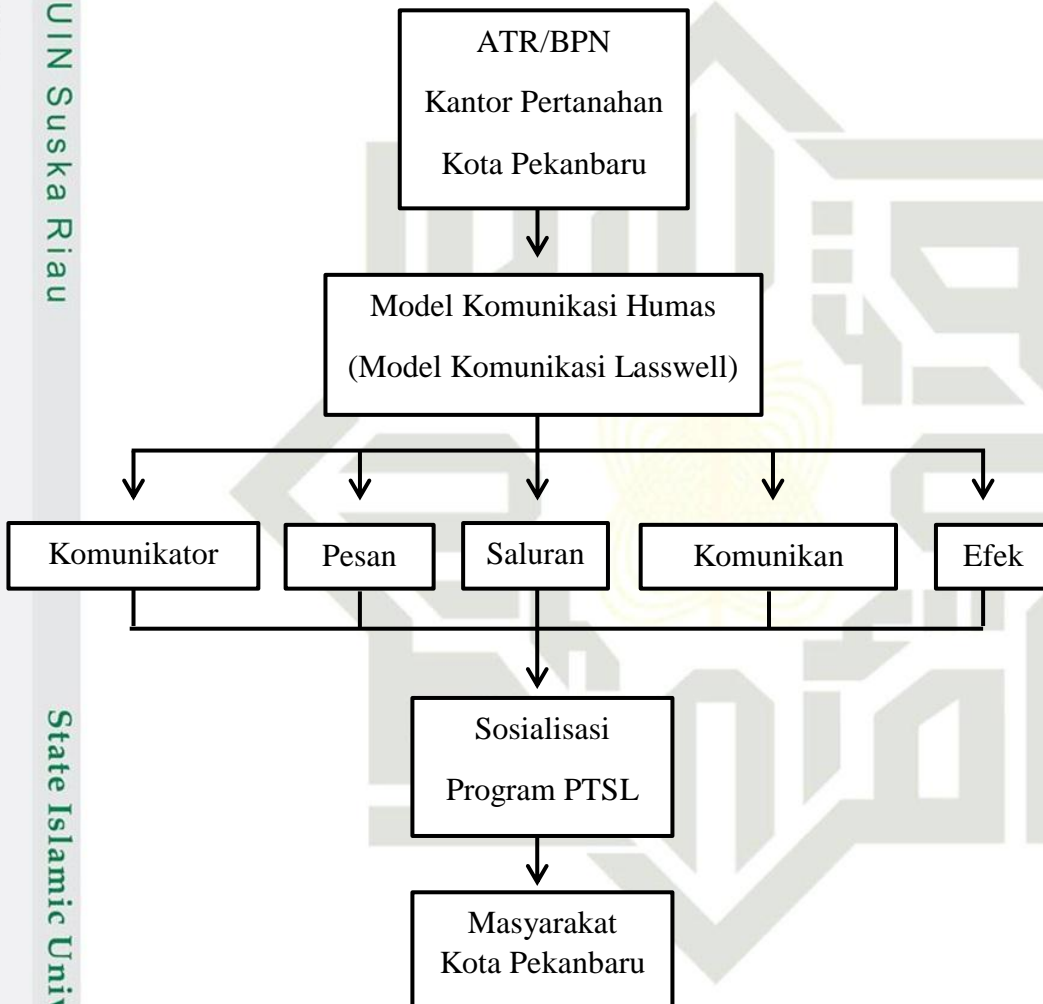 UIN Suska Riau
State Islamic
ATR/BPN
Kantor Pertanahan
Kota Pekanbaru
Model Komunikasi Humas
(Model Komunikasi Lasswell)
Komunikator
Pesan
Saluran
Komunikan
Efek
Sosialisasi
Program PTSL
Masyarakat
Kota Pekanbaru